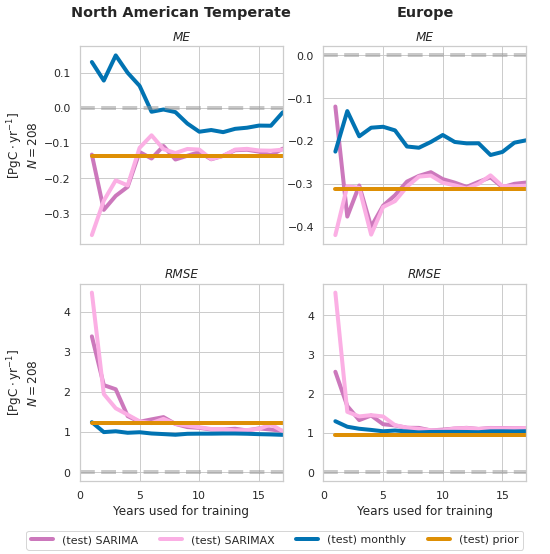 North American Temperate
Europe
ME
ME
0.1
0.0
−0.1
−0.2
−0.3
[PgC · yr⁻¹]
N = 208
0.0
−0.1
−0.2
−0.3
−0.4
RMSE
RMSE
4
3
2
1
0
[PgC · yr⁻¹]
N = 208
4
3
2
1
0
0 5 10 15
0 5 10 15
Years used for training
Years used for training
(test) SARIMA (test) SARIMAX (test) monthly (test) prior